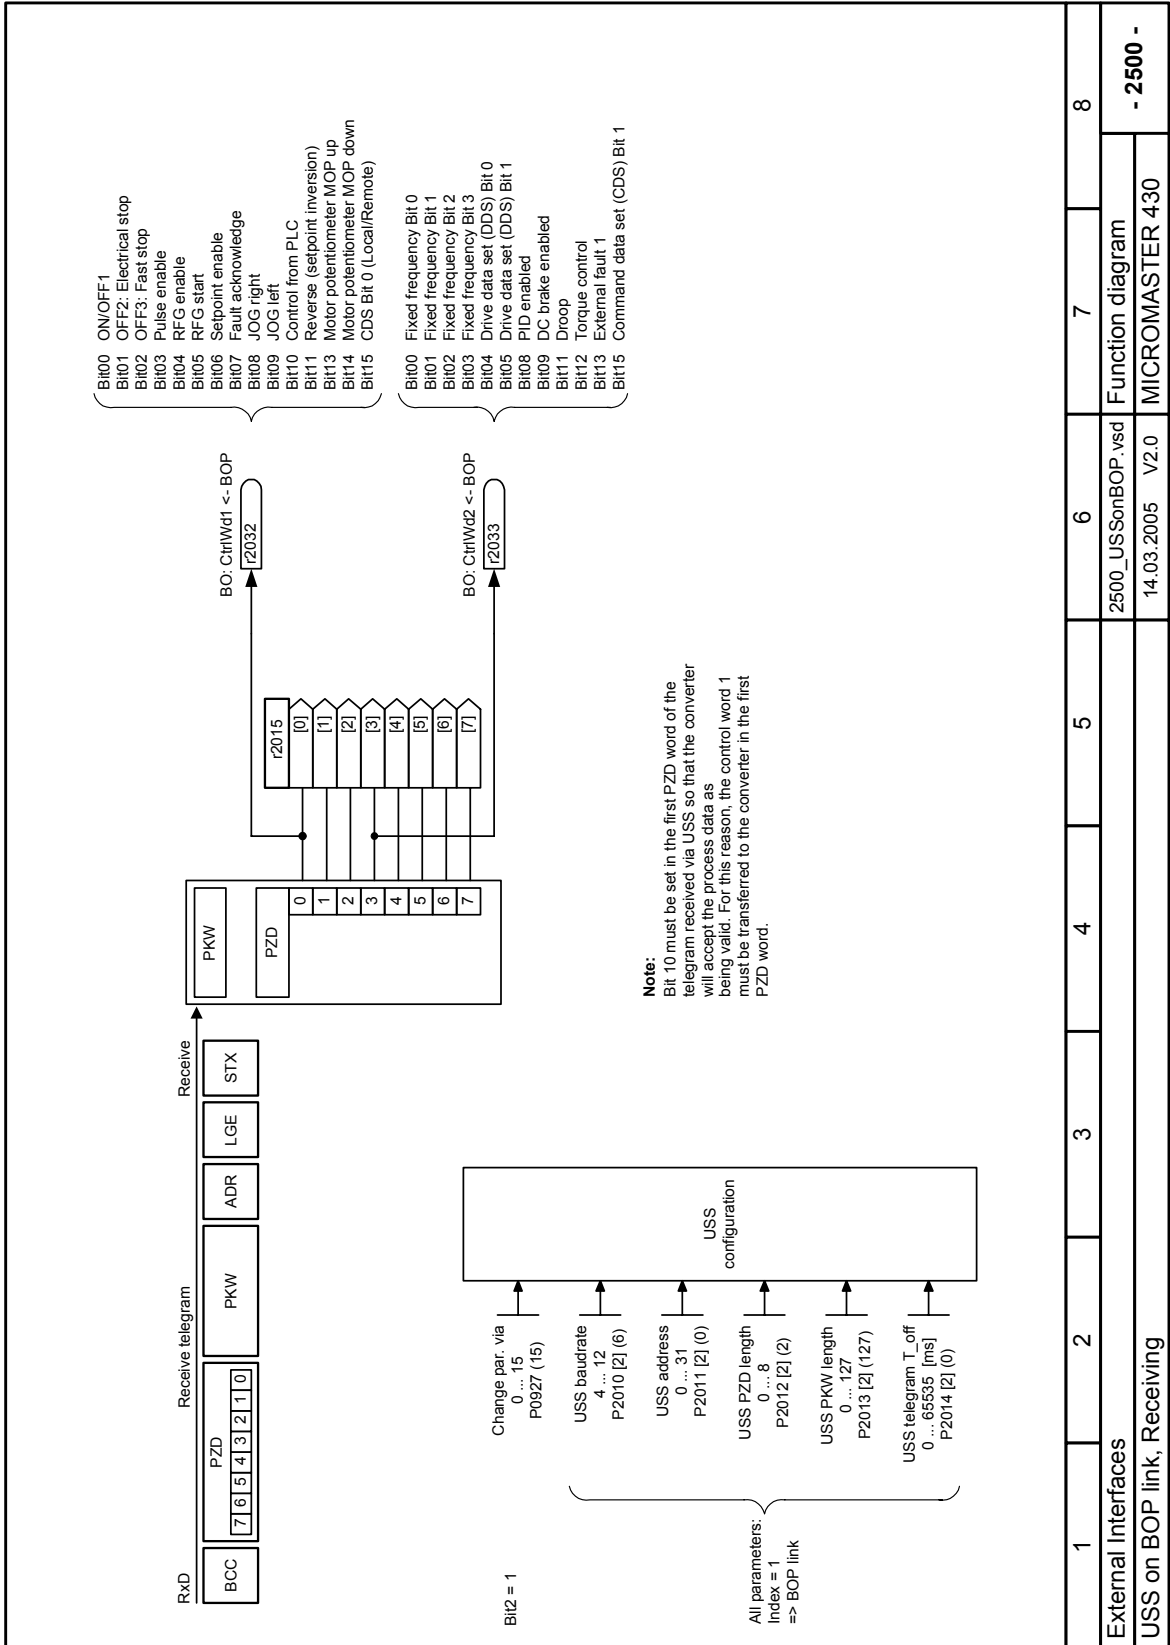 RxD
Receive telegram
Receive
BCC
PZD
7 6 5 4 3 2 1 0
PKW
ADR
LGE
STX
PKW
PZD
0
1
2
3
4
5
6
7
r2015
[0]
[1]
[2]
[3]
[4]
[5]
[6]
[7]
BO: CtrlWd1 <- BOP
r2032
BO: CtrlWd2 <- BOP
r2033
Bit00 ON/OFF1
Bit01 OFF2: Electrical stop
Bit02 OFF3: Fast stop
Bit03 Pulse enable
Bit04 RFG enable
Bit05 RFG start
Bit06 Setpoint enable
Bit07 Fault acknowledge
Bit08 JOG right
Bit09 JOG left
Bit10 Control from PLC
Bit11 Reverse (setpoint inversion)
Bit13 Motor potentiometer MOP up
Bit14 Motor potentiometer MOP down
Bit15 CDS Bit 0 (Local/Remote)
Bit00 Fixed frequency Bit 0
Bit01 Fixed frequency Bit 1
Bit02 Fixed frequency Bit 2
Bit03 Fixed frequency Bit 3
Bit04 Drive data set (DDS) Bit 0
Bit05 Drive data set (DDS) Bit 1
Bit08 PID enabled
Bit09 DC brake enabled
Bit11 Droop
Bit12 Torque control
Bit13 External fault 1
Bit15 Command data set (CDS) Bit 1
Bit2 = 1
Change par. via
0 ... 15
P0927 (15)
USS baudrate
4 ... 12
P2010 [2] (6)
USS address
0 ... 31
P2011 [2] (0)
USS PZD length
0 ... 8
P2012 [2] (2)
USS PKW length
0 ... 127
P2013 [2] (127)
USS telegram T_off
0 ... 65535 [ms]
P2014 [2] (0)
All parameters:
Index = 1
=> BOP link
USS
configuration
Note:
Bit 10 must be set in the first PZD word of the
telegram received via USS so that the converter
will accept the process data as
being valid. For this reason, the control word 1
must be transferred to the converter in the first
PZD word.
1 2 3 4 5 6 7 8
External Interfaces
2500_USSonBOP.vsd
Function diagram
- 2500 -
USS on BOP link, Receiving
14.03.2005 V2.0
MICROMASTER 430